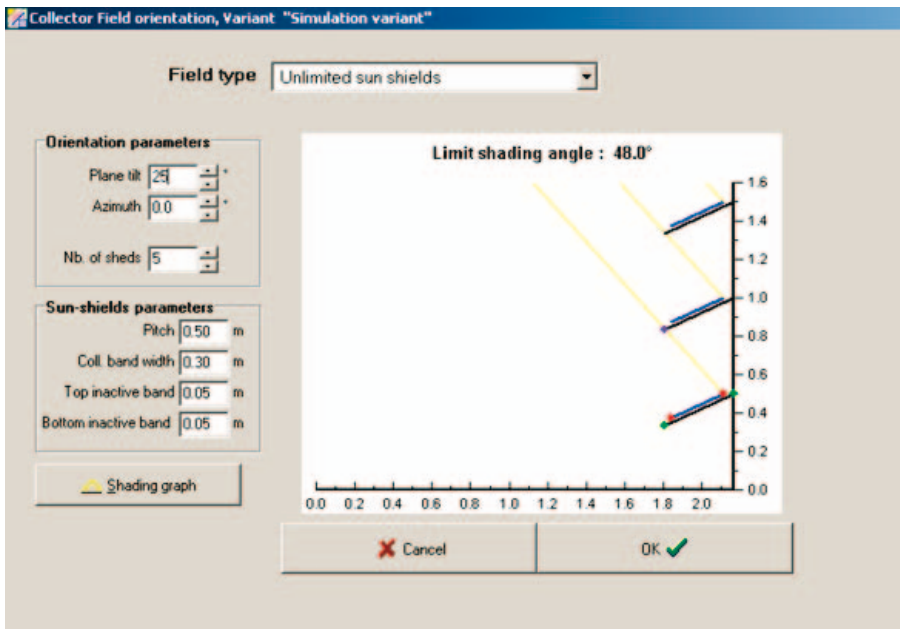 Collector Field orientation, Variant "Simulation variant"
Field type Unlimited sun shields
Orientation parameters
Plane tilt 25 °
Azimuth 0.0 °
Nb. of sheds 5
Sun-shields parameters
Pitch 0.50 m
Coll. band width 0.30 m
Top inactive band 0.05 m
Bottom inactive band 0.05 m
Shading graph
Limit shading angle : 48.0°
1.6
1.4
1.2
1.0
0.8
0.6
0.4
0.2
0.0
0.0 0.2 0.4 0.6 0.8 1.0 1.2 1.4 1.6 1.8 2.0
Cancel
OK